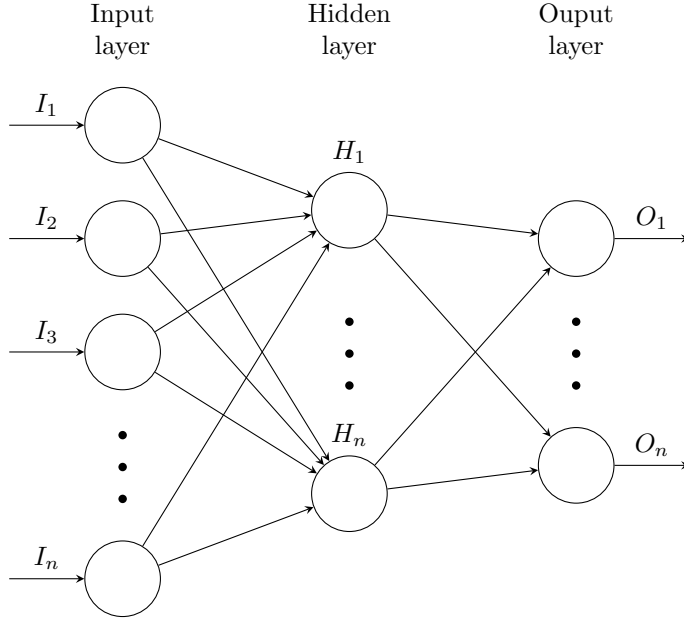 Input
layer
Hidden
layer
Ouput
layer
I₁
I₂
I₃
Iₙ
H₁
Hₙ
O₁
Oₙ